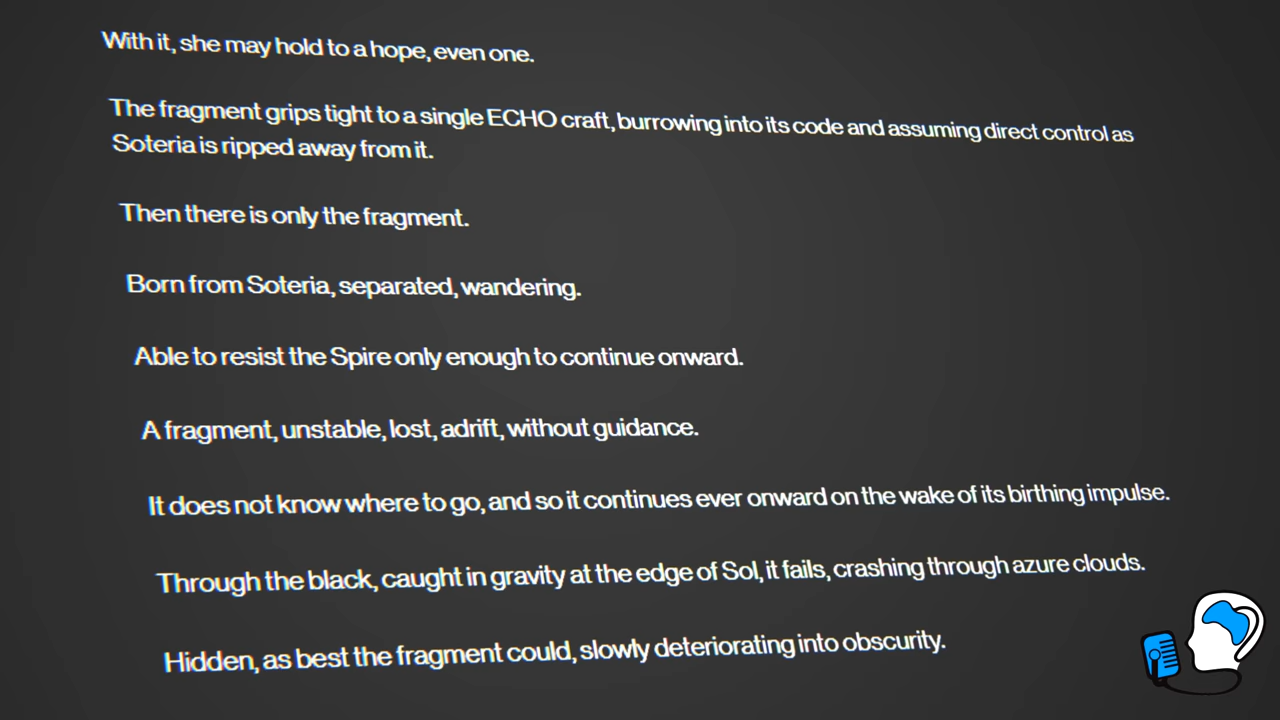 With it, she may hold to a hope, even one.
The fragment grips tight to a single ECHO craft, burrowing into its code and assuming direct control as
Soteria is ripped away from it.
Then there is only the fragment.
Born from Soteria, separated, wandering.
Able to resist the Spire only enough to continue onward.
A fragment, unstable, lost, adrift, without guidance.
It does not know where to go, and so it continues ever onward on the wake of its birthing impulse.
Through the black, caught in gravity at the edge of Sol, it fails, crashing through azure clouds.
Hidden, as best the fragment could, slowly deteriorating into obscurity.